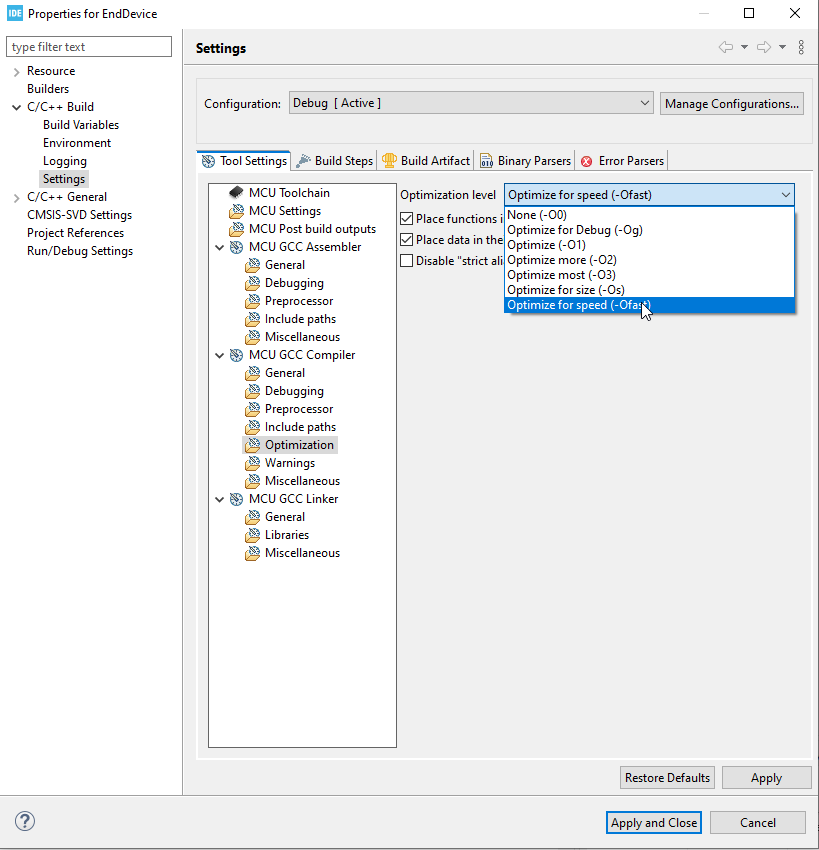 IDE Properties for EndDevice
type filter text
Resource
Builders
C/C++ Build
Build Variables
Environment
Logging
Settings
C/C++ General
CMSIS-SVD Settings
Project References
Run/Debug Settings
Settings
Configuration: Debug [ Active ] Manage Configurations...
Tool Settings Build Steps Build Artifact Binary Parsers Error Parsers
MCU Toolchain
MCU Settings
MCU Post build outputs
MCU GCC Assembler
General
Debugging
Preprocessor
Include paths
Miscellaneous
MCU GCC Compiler
General
Debugging
Preprocessor
Include paths
Optimization
Warnings
Miscellaneous
MCU GCC Linker
General
Libraries
Miscellaneous
Optimization level Optimize for speed (-Ofast)
Place functions i
Place data in the
Disable "strict ali
None (-O0)
Optimize for Debug (-Og)
Optimize (-O1)
Optimize more (-O2)
Optimize most (-O3)
Optimize for size (-Os)
Optimize for speed (-Ofast)
Restore Defaults Apply
? Apply and Close Cancel